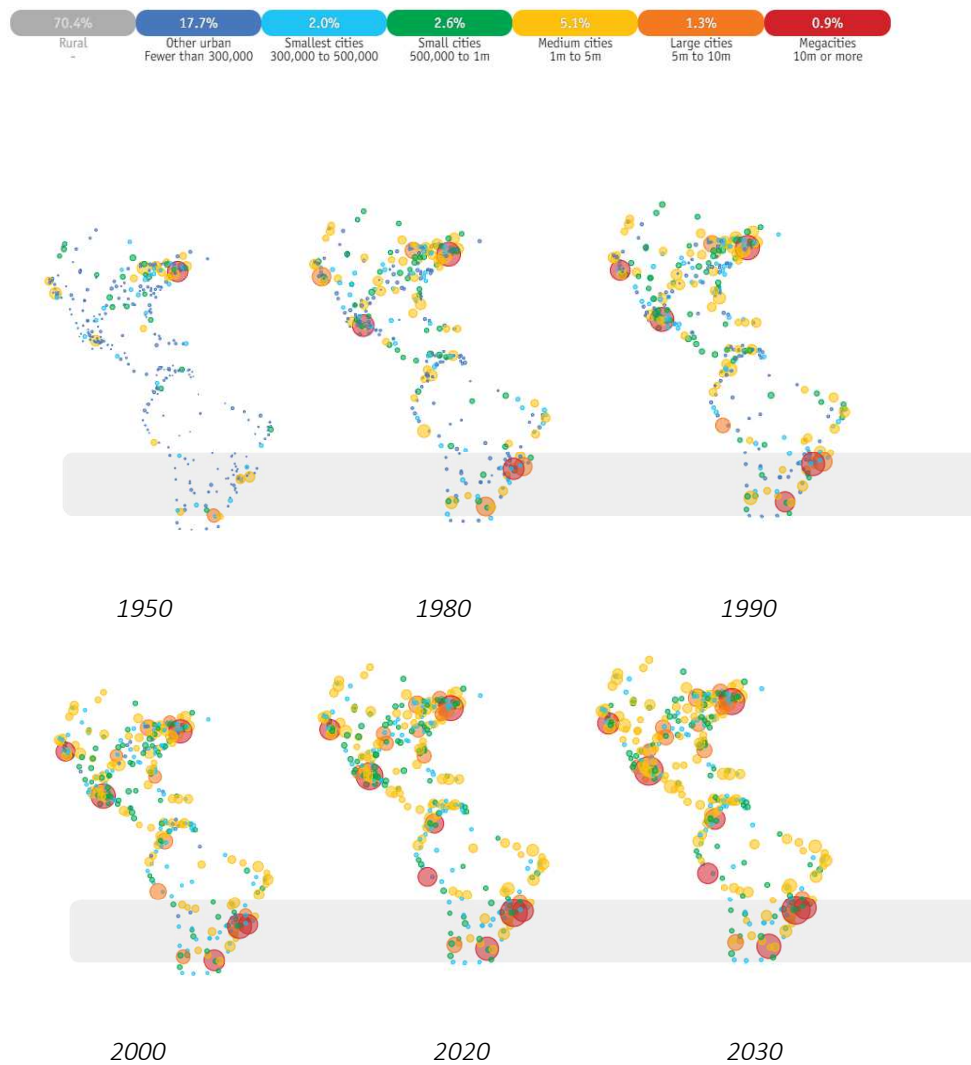 70.4% 17.7% 2.0% 2.6% 5.1% 1.3% 0.9%
Rural Other urban Smallest cities Small cities Medium cities Large cities Megacities
- Fewer than 300,000 300,000 to 500,000 500,000 to 1m 1m to 5m 5m to 10m 10m or more
1950 1980 1990
2000 2020 2030